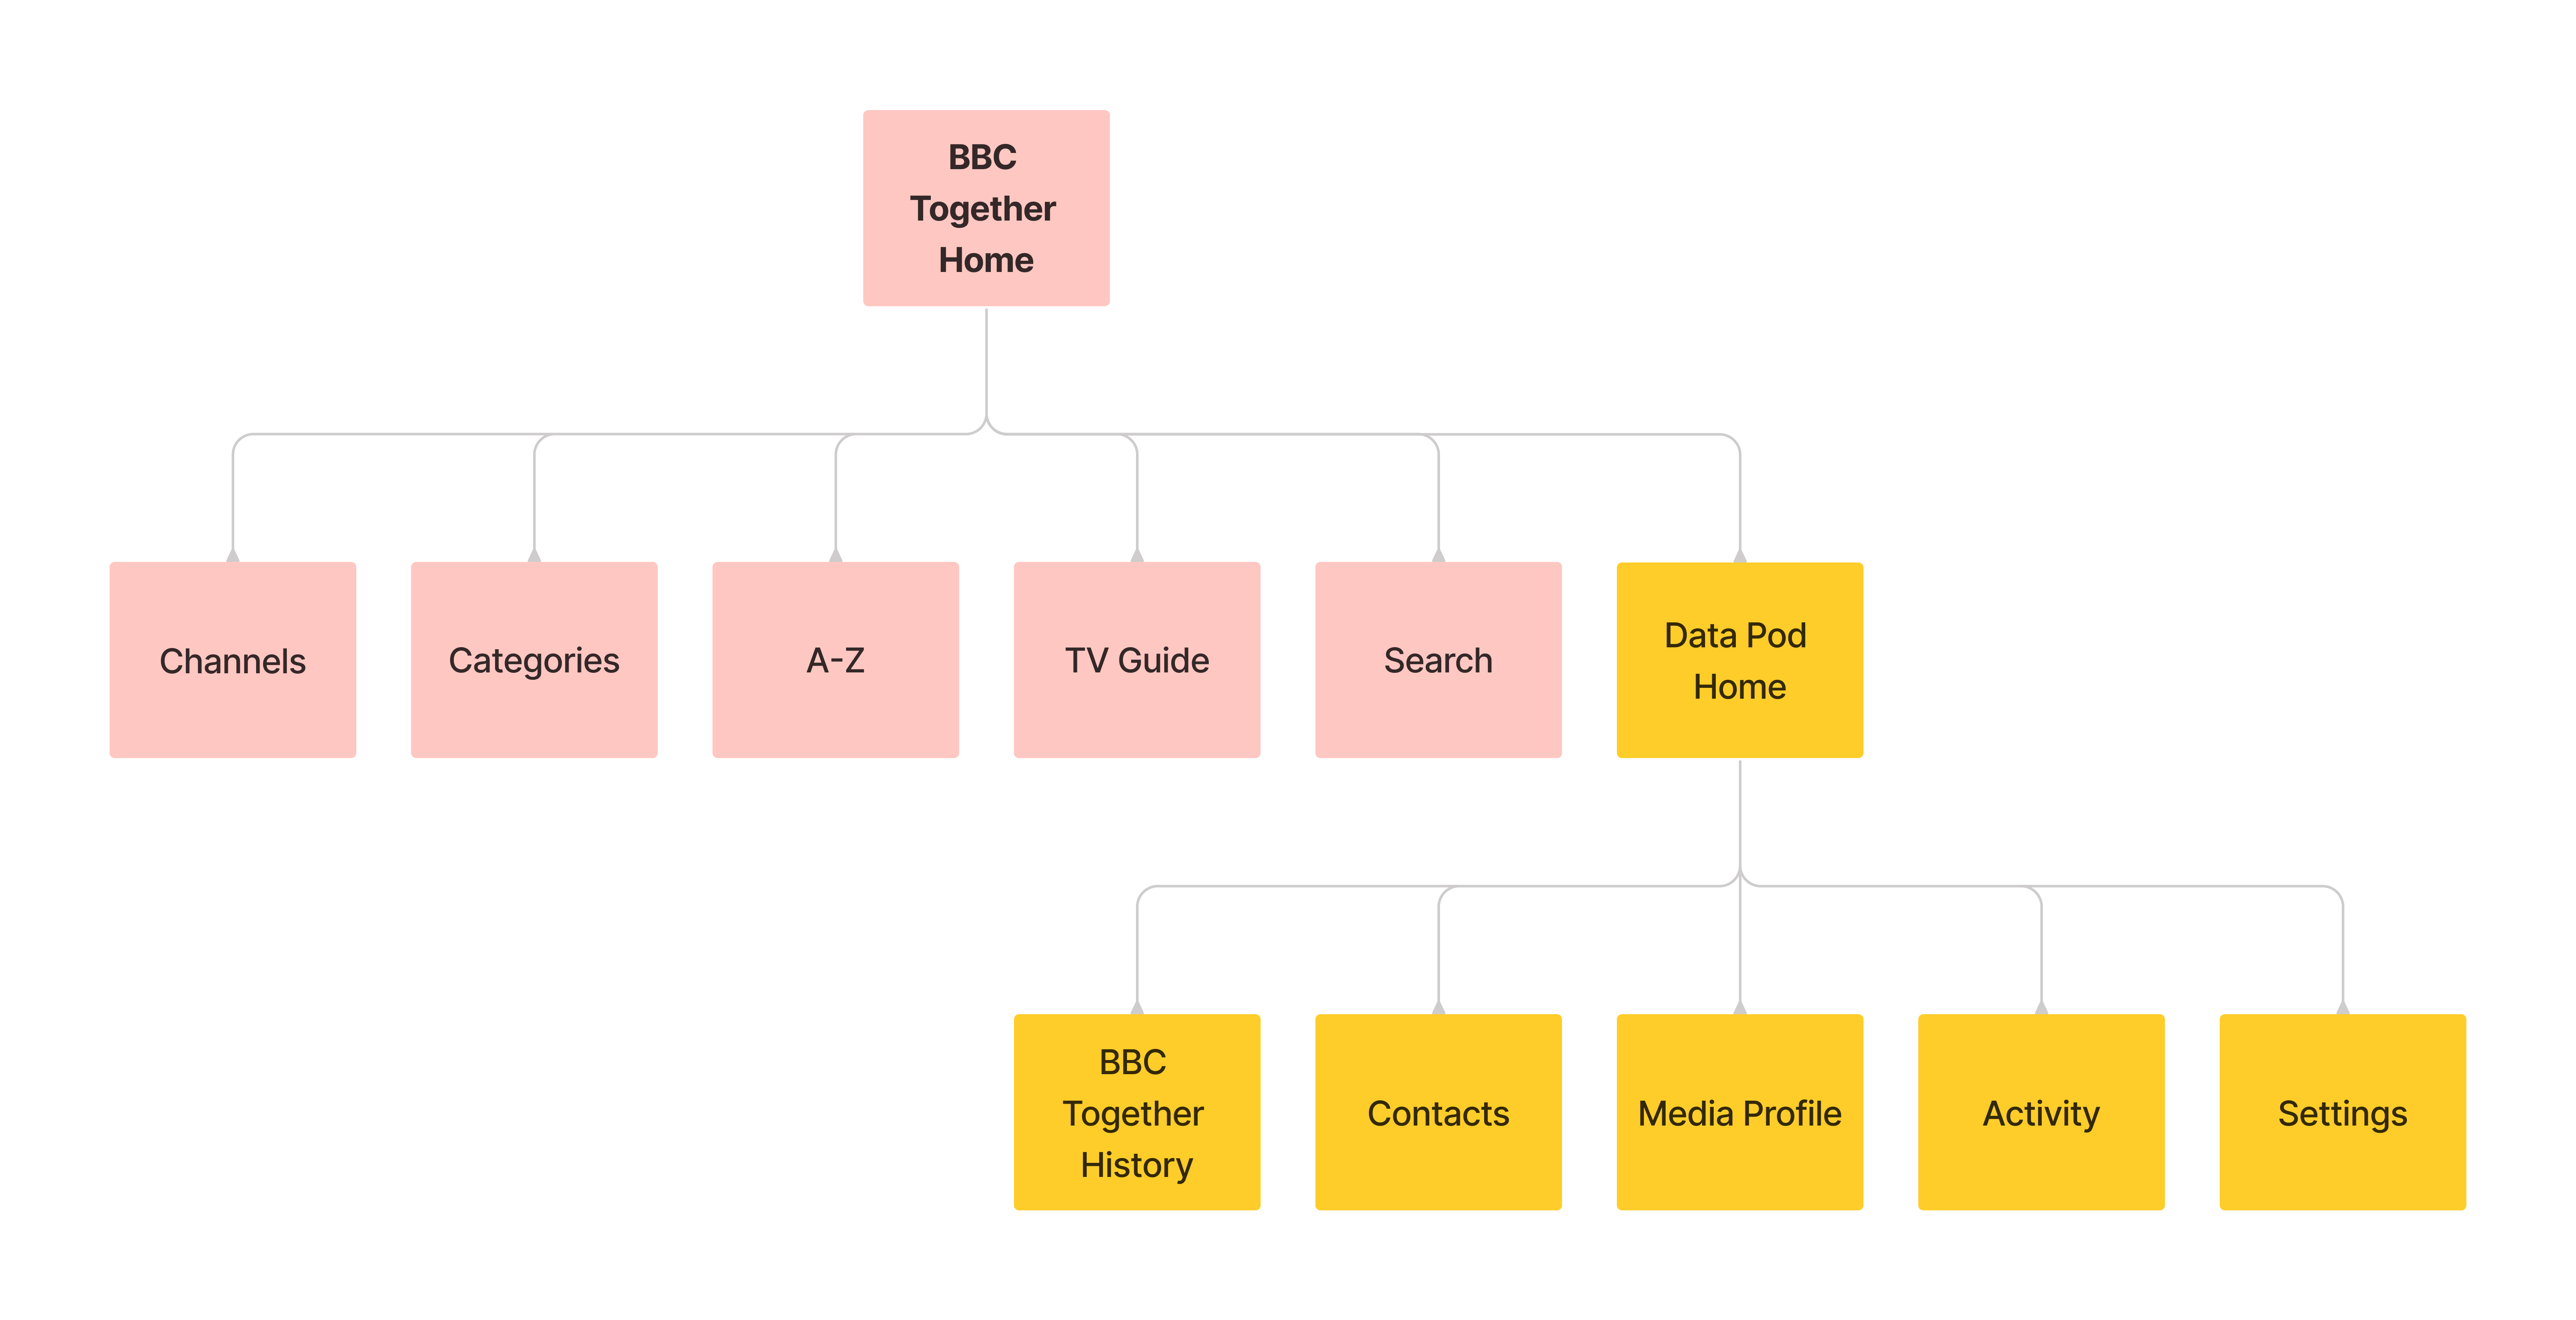 BBC
Together
Home
Channels
Categories
A-Z
TV Guide
Search
Data Pod
Home
BBC
Together
History
Contacts
Media Profile
Activity
Settings